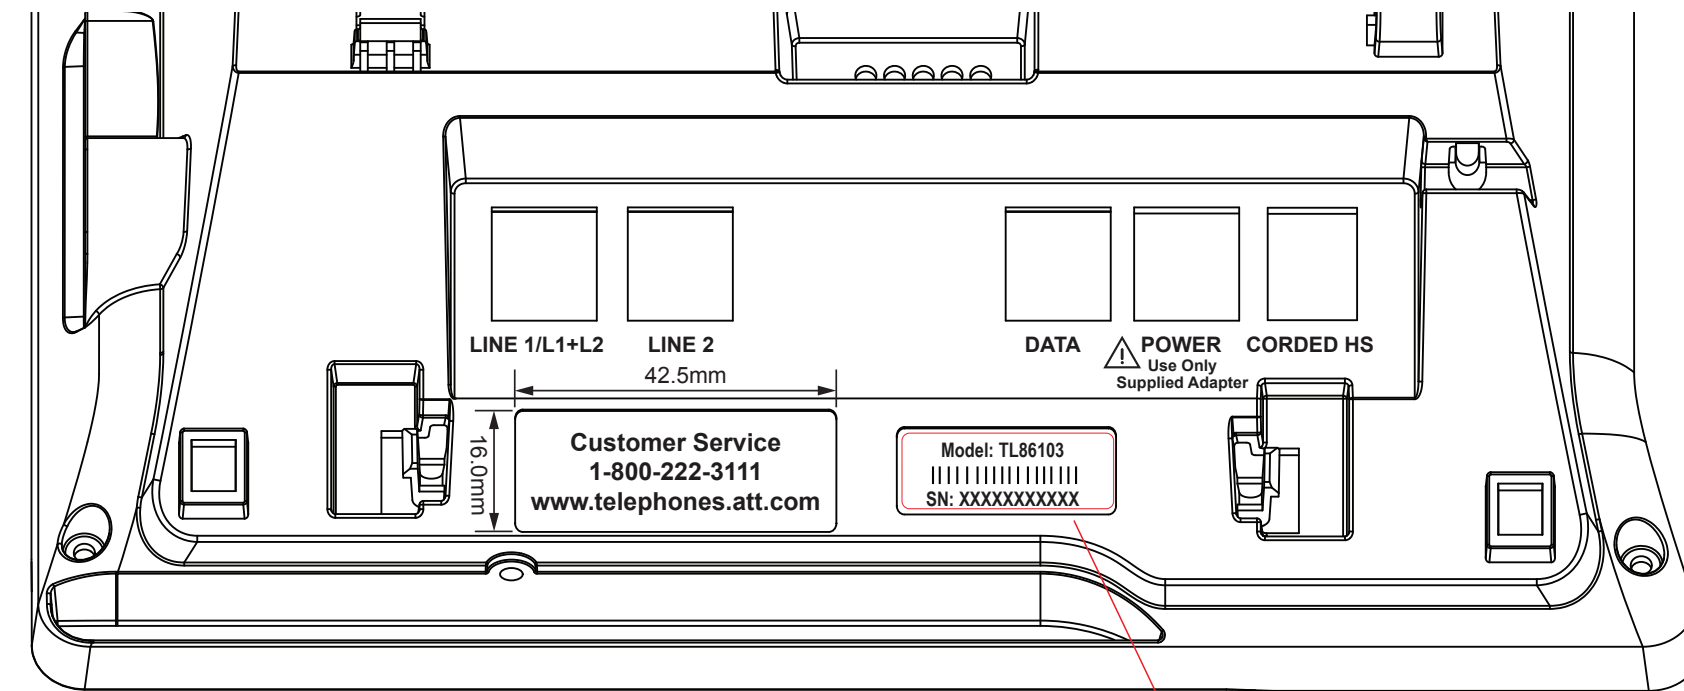 LINE 1/L1+L2
LINE 2
DATA
POWER
Use Only
Supplied Adapter
CORDED HS
42.5mm
16.0mm
Customer Service
1-800-222-3111
www.telephones.att.com
Model: TL86103
SN: XXXXXXXXXXX